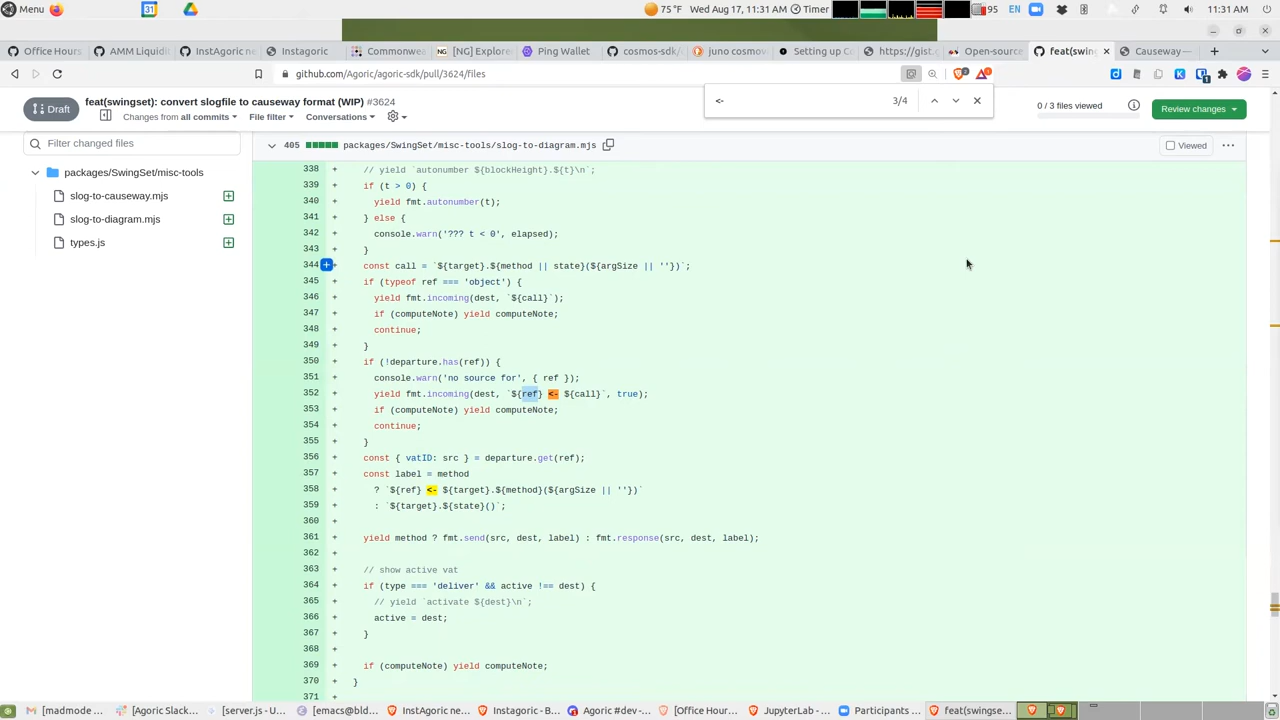 Menu
31
75 °F Wed Aug 17, 11:31 AM Timer
95 EN 11:31 AM
Office Hours
AMM Liquidit
InstAgoric ne
Instagoric
Commonwea
[NG] Explorer
Ping Wallet
cosmos-sdk/
juno cosmova
Setting up Co
https://gist.g
Open-source
feat(swing
Causeway—
github.com/Agoric/agoric-sdk/pull/3624/files
<-
3/4
Draft
feat(swingset): convert slogfile to causeway format (WIP) #3624
Changes from all commits
File filter
Conversations
0 / 3 files viewed
Review changes
Filter changed files
packages/SwingSet/misc-tools
slog-to-causeway.mjs
slog-to-diagram.mjs
types.js
405 packages/SwingSet/misc-tools/slog-to-diagram.mjs
Viewed
338 + // yield `autonumber ${blockHeight}.${t}\n`;
339 + if (t > 0) {
340 + yield fmt.autonumber(t);
341 + } else {
342 + console.warn('??? t < 0', elapsed);
343 + }
344 + const call = `${target}.${method || state}(${argSize || ''})`;
345 + if (typeof ref === 'object') {
346 + yield fmt.incoming(dest, `${call}`);
347 + if (computeNote) yield computeNote;
348 + continue;
349 + }
350 + if (!departure.has(ref)) {
351 + console.warn('no source for', { ref });
352 + yield fmt.incoming(dest, `${ref} <- ${call}`, true);
353 + if (computeNote) yield computeNote;
354 + continue;
355 + }
356 + const { vatID: src } = departure.get(ref);
357 + const label = method
358 + ? `${ref} <- ${target}.${method}(${argSize || ''})`
359 + : `${target}.${state}()`;
360 +
361 + yield method ? fmt.send(src, dest, label) : fmt.response(src, dest, label);
362 +
363 + // show active vat
364 + if (type === 'deliver' && active !== dest) {
365 + // yield `activate ${dest}\n`;
366 + active = dest;
367 + }
368 +
369 + if (computeNote) yield computeNote;
370 + }
371 +
[madmode ...
[Agoric Slack...
[server.js - U...
[emacs@bld...
InstAgoric ne...
Instagoric - B...
Agoric #dev -...
[Office Hour...
JupyterLab - ...
Participants ...
feat(swingse...